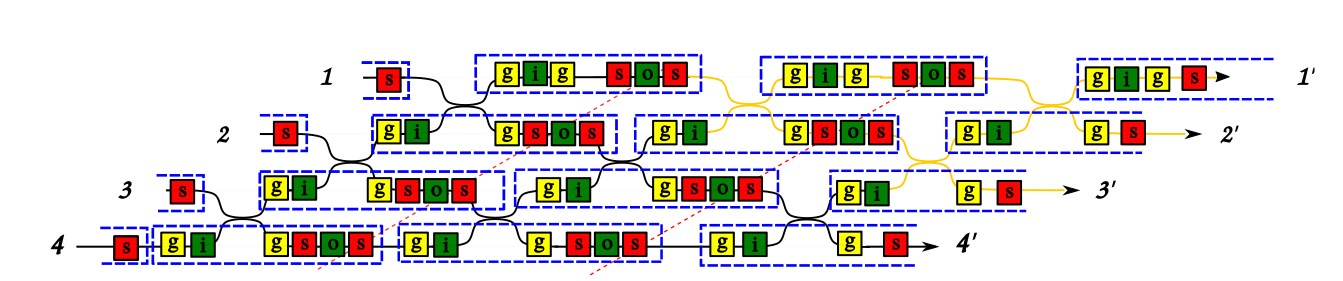 1 s g i g s o s g i g s o s g i g s 1'
2 s g i g s o s g i g s o s g i g s 2'
3 s g i g s o s g i g s o s g i g s 3'
4 s g i g s o s g i g s o s g i g s 4'